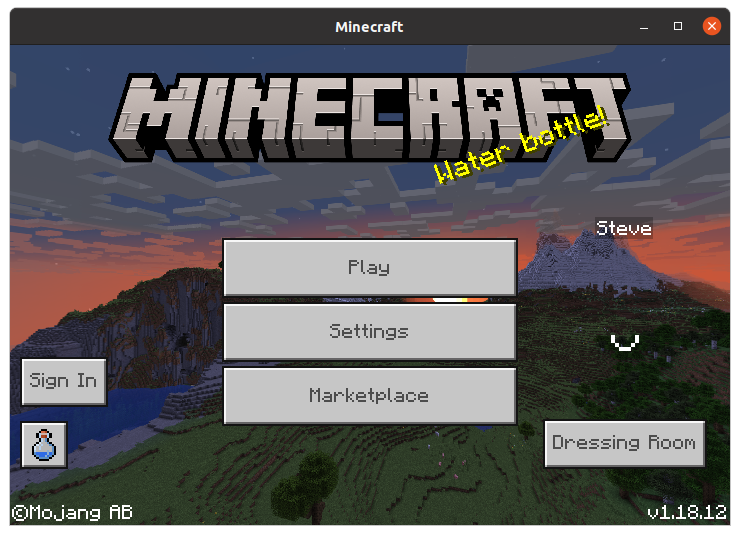 Minecraft
MINECRAFT
Water bottle!
Steve
Play
Settings
Sign In
Marketplace
Dressing Room
©Mojang AB
v1.18.12